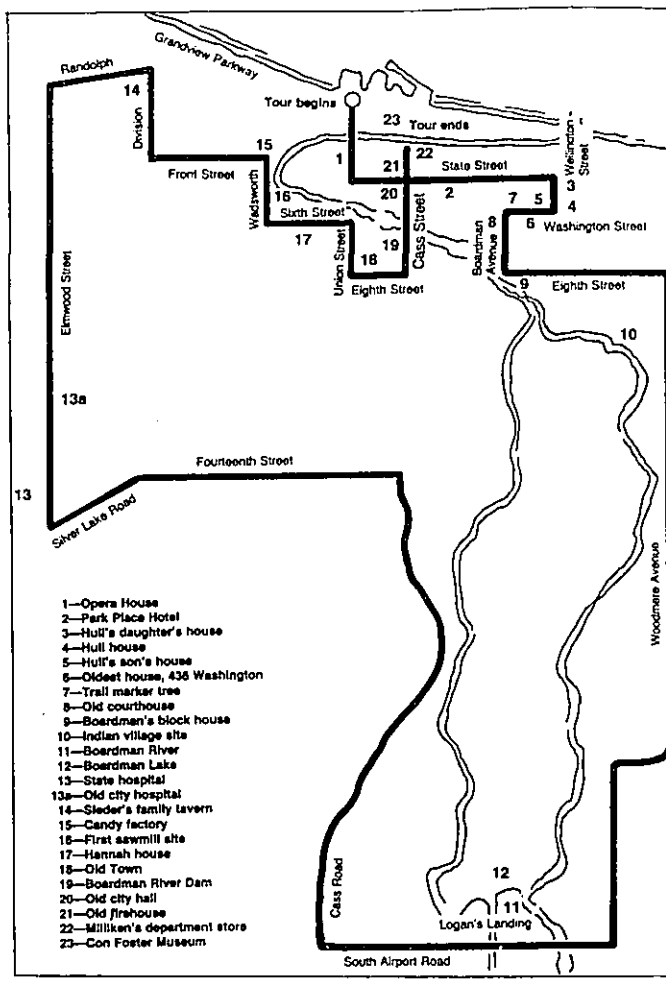 Grandview Parkway
Randolph
14
Division
Tour begins
23
Tour ends
Wellington Street
15
1
21
22
State Street
Front Street
3
16
20
2
7
5
4
Wadsworth
Sixth Street
8
6
Washington Street
17
Union Street
18
19
Cass Street
Boardman Avenue
Eighth Street
9
Eighth Street
Elmwood Street
10
13a
Fourteenth Street
13
Silver Lake Road
Woodmere Avenue
1—Opera House
2—Park Place Hotel
3—Hull's daughter's house
4—Hull house
5—Hull's son's house
6—Oldest house, 436 Washington
7—Trail marker tree
8—Old courthouse
9—Boardman's block house
10—Indian village site
11—Boardman River
12—Boardman Lake
13—State hospital
13a—Old city hospital
14—Sleder's family tavern
15—Candy factory
16—First sawmill site
17—Hannah house
18—Old Town
19—Boardman River Dam
20—Old city hall
21—Old firehouse
22—Milliken's department store
23—Con Foster Museum
Cass Road
12
11
Logan's Landing
South Airport Road